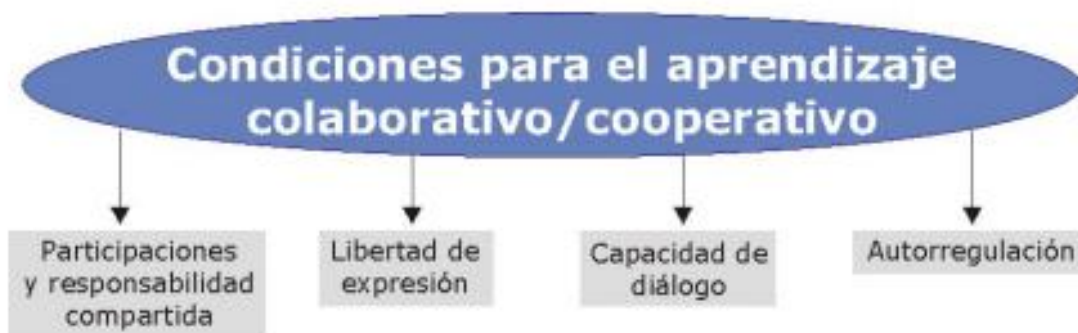 Condiciones para el aprendizaje
colaborativo/cooperativo
Participaciones
y responsabilidad
compartida
Libertad de
expresión
Capacidad de
diálogo
Autorregulación